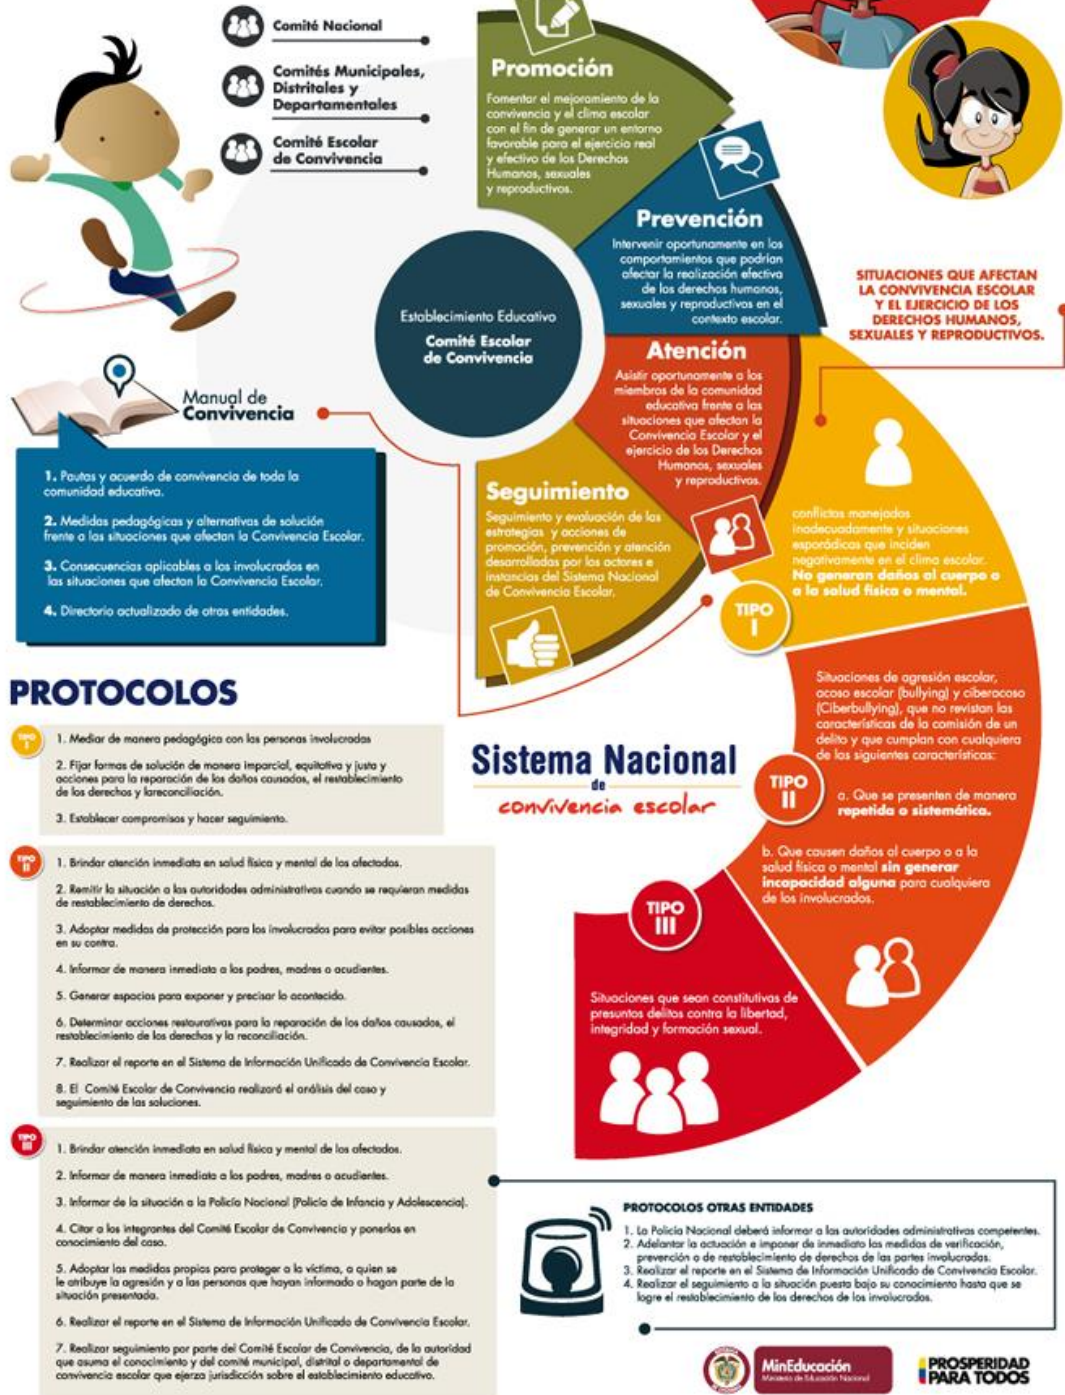 Comité Nacional
Comités Municipales,
Distritales y
Departamentales
Comité Escolar
de Convivencia
Promoción
Fomentar el mejoramiento de la
convivencia y el clima escolar
con el fin de generar un entorno
favorable para el ejercicio real
y efectivo de los Derechos
Humanos, sexuales
y reproductivos.
Prevención
Intervenir oportunamente en los
comportamientos que podrían
afectar la realización efectiva
de los derechos humanos,
sexuales y reproductivos en el
contexto escolar.
SITUACIONES QUE AFECTAN
LA CONVIVENCIA ESCOLAR
Y EL EJERCICIO DE LOS
DERECHOS HUMANOS,
SEXUALES Y REPRODUCTIVOS.
Establecimiento Educativo
Comité Escolar
de Convivencia
Atención
Asistir oportunamente a los
miembros de la comunidad
educativa frente a las
situaciones que afectan la
Convivencia Escolar y el
ejercicio de los Derechos
Humanos, sexuales
y reproductivos.
Manual de
Convivencia
1. Pautas y acuerdo de convivencia de toda la
comunidad educativa.
2. Medidas pedagógicas y alternativas de solución
frente a las situaciones que afectan la Convivencia Escolar.
3. Consecuencias aplicables a los involucrados en
las situaciones que afectan la Convivencia Escolar.
4. Directorio actualizado de otras entidades.
Seguimiento
Seguimiento y evaluación de las
estrategias y acciones de
promoción, prevención y atención
desarrolladas por los actores e
instancias del Sistema Nacional
de Convivencia Escolar.
conflictos manejados
inadecuadamente y situaciones
esporádicas que inciden
negativamente en el clima escolar.
No generan daños al cuerpo o
a la salud física o mental.
TIPO
I
Situaciones de agresión escolar,
acoso escolar (bullying) y ciberacoso
(Ciberbullying), que no revistan las
características de la comisión de un
delito y que cumplan con cualquiera
de los siguientes características:
TIPO
II
a. Que se presenten de manera
repetida o sistemática.
b. Que causen daños al cuerpo o a la
salud física o mental sin generar
incapacidad alguna para cualquiera
de los involucrados.
TIPO
III
Situaciones que sean constitutivas de
presuntos delitos contra la libertad,
integridad y formación sexual.
Sistema Nacional
de
convivencia escolar
PROTOCOLOS
TIPO
I
1. Mediar de manera pedagógica con las personas involucradas
2. Fijar formas de solución de manera imparcial, equitativa y justa y
acciones para la reparación de los daños causados, el restablecimiento
de los derechos y lareconciliación.
3. Establecer compromisos y hacer seguimiento.
TIPO
II
1. Brindar atención inmediata en salud física y mental de los afectados.
2. Remitir la situación a las autoridades administrativas cuando se requieran medidas
de restablecimiento de derechos.
3. Adoptar medidas de protección para los involucrados para evitar posibles acciones
en su contra.
4. Informar de manera inmediata a los padres, madres o acudientes.
5. Generar espacios para exponer y precisar lo acontecido.
6. Determinar acciones restaurativas para la reparación de los daños causados, el
restablecimiento de los derechos y la reconciliación.
7. Realizar el reporte en el Sistema de Información Unificado de Convivencia Escolar.
8. El Comité Escolar de Convivencia realizará el análisis del caso y
seguimiento de las soluciones.
TIPO
III
1. Brindar atención inmediata en salud física y mental de los afectados.
2. Informar de manera inmediata a los padres, madres o acudientes.
3. Informar de la situación a la Policía Nacional (Policía de Infancia y Adolescencia).
4. Citar a los integrantes del Comité Escolar de Convivencia y ponerlos en
conocimiento del caso.
5. Adoptar las medidas propias para proteger a la víctima, a quien se
le atribuye la agresión y a las personas que hayan informado o hagan parte de la
situación presentada.
6. Realizar el reporte en el Sistema de Información Unificado de Convivencia Escolar.
7. Realizar seguimiento por parte del Comité Escolar de Convivencia, de la autoridad
que asuma el conocimiento y del comité municipal, distrital o departamental de
convivencia escolar que ejerza jurisdicción sobre el establecimiento educativo.
PROTOCOLOS OTRAS ENTIDADES
1. La Policía Nacional deberá informar a las autoridades administrativas competentes.
2. Adelantar la actuación e imponer de inmediato las medidas de verificación,
prevención o de restablecimiento de derechos de las partes involucradas.
3. Realizar el reporte en el Sistema de Información Unificado de Convivencia Escolar.
4. Realizar el seguimiento a la situación puesta bajo su conocimiento hasta que se
logre el restablecimiento de los derechos de los involucrados.
MinEducación
Ministerio de Educación Nacional
PROSPERIDAD
PARA TODOS